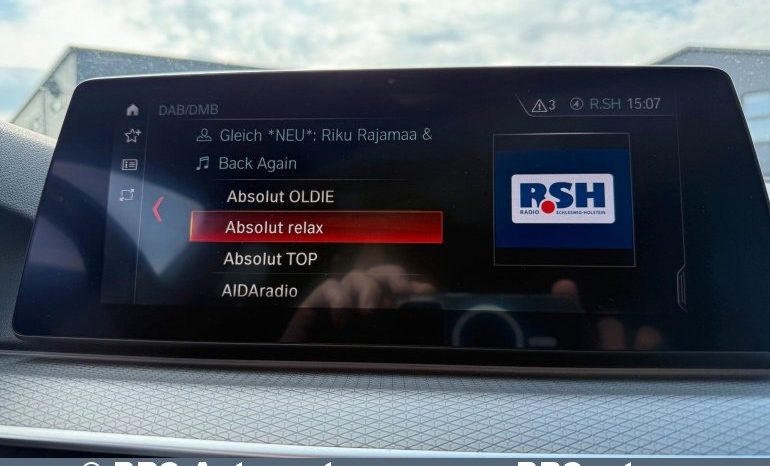 DAB/DMB
3 R.SH 15:07
Gleich *NEU*: Riku Rajamaa &
Back Again
Absolut OLDIE
Absolut relax
Absolut TOP
AIDAradio
R.SH
RADIO SCHLESWIG-HOLSTEIN